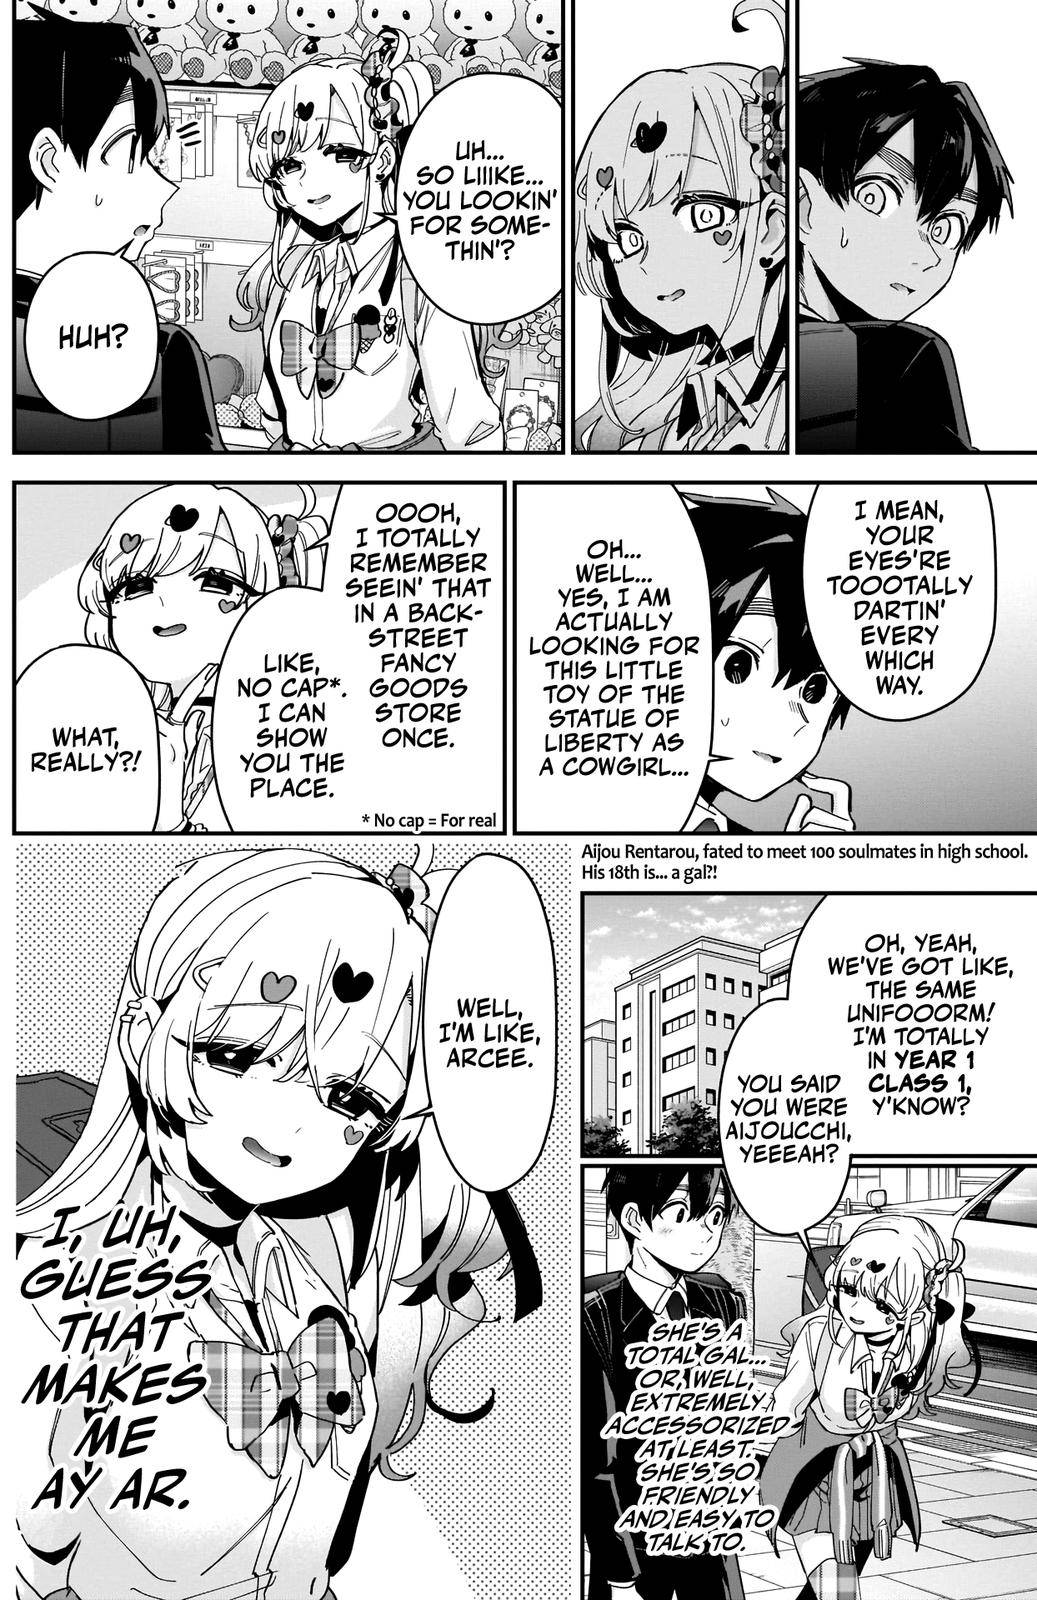 UH...
SO LIIIKE...
YOU LOOKIN'
FOR SOME-
THIN'?
HUH?
I MEAN,
YOUR
EYES'RE
TOOOTALLY
DARTIN'
EVERY
WHICH
WAY.
OH...
WELL...
YES, I AM
ACTUALLY
LOOKING FOR
THIS LITTLE
TOY OF THE
STATUE OF
LIBERTY AS
A COWGIRL...
OOOH,
I TOTALLY
REMEMBER
SEEIN' THAT
IN A BACK-
STREET
FANCY
GOODS
STORE
ONCE.
LIKE,
NO CAP*.
I CAN
SHOW
YOU THE
PLACE.
WHAT,
REALLY?!
* No cap = For real
Aijou Rentarou, fated to meet 100 soulmates in high school.
His 18th is... a gal?!
OH, YEAH,
WE'VE GOT LIKE,
THE SAME
UNIFOOORM!
I'M TOTALLY
IN YEAR 1
CLASS 1,
Y'KNOW?
YOU SAID
YOU WERE
AIJOUCCHI,
YEEEAH?
SHE'S A
TOTAL GAL...
OR, WELL,
EXTREMELY
ACCESSORIZED
AT LEAST.
SHE'S SO
FRIENDLY
AND EASY TO
TALK TO.
WELL,
I'M LIKE,
ARCEE.
I, UH,
GUESS
THAT
MAKES
ME
AY AR.